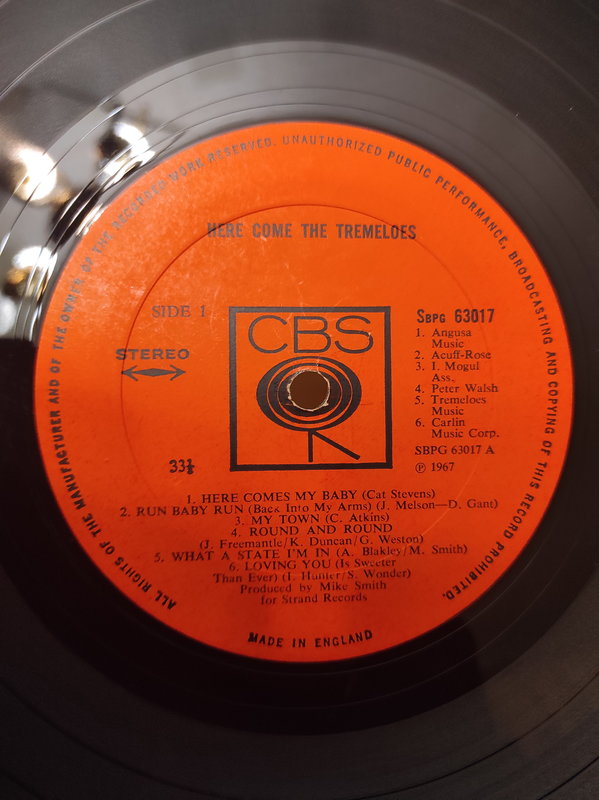 ALL RIGHTS OF THE MANUFACTURER AND OF THE OWNER OF THE RECORDED WORK RESERVED. UNAUTHORIZED PUBLIC PERFORMANCE, BROADCASTING AND COPYING OF THIS RECORD PROHIBITED.
HERE COME THE TREMELOES
SIDE 1
STEREO
33⅓
CBS
SBPG 63017
1. Angusa
Music
2. Acuff-Rose
3. I. Mogul
Ass.
4. Peter Walsh
5. Tremeloes
Music
6. Carlin
Music Corp.
SBPG 63017 A
℗ 1967
1. HERE COMES MY BABY (Cat Stevens)
2. RUN BABY RUN (Back Into My Arms) (J. Melson—D. Gant)
3. MY TOWN (C. Atkins)
4. ROUND AND ROUND
(J. Freemantle/K. Duncan/G. Weston)
5. WHAT A STATE I'M IN (A. Blakley/M. Smith)
6. LOVING YOU (Is Sweeter
Than Ever) (I. Hunter/S. Wonder)
Produced by Mike Smith
for Strand Records
MADE IN ENGLAND